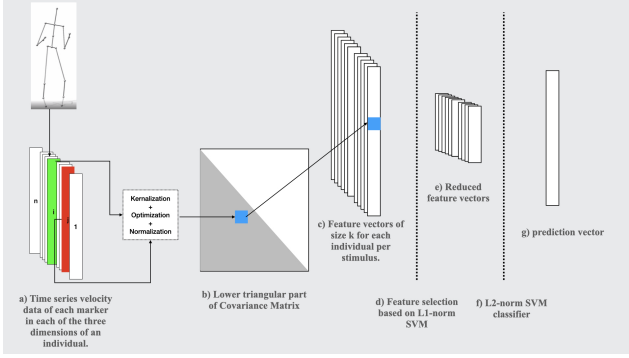 n
i
j
1
Kernalization
+
Optimization
+
Normalization
a) Time series velocity
data of each marker
in each of the three
dimensions of an
individual.
b) Lower triangular part
of Covariance Matrix
c) Feature vectors of
size k for each
individual per
stimulus.
d) Feature selection
based on L1-norm
SVM
e) Reduced
feature vectors
f) L2-norm SVM
classifier
g) prediction vector